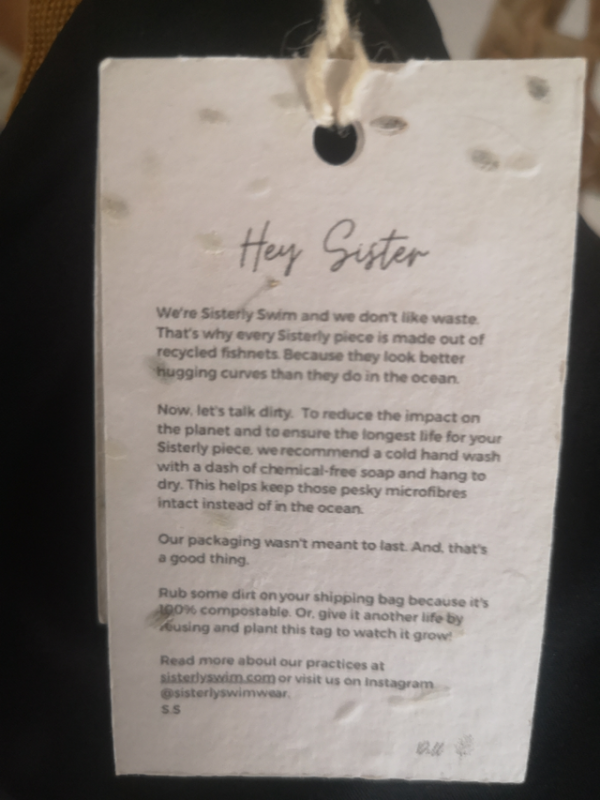 Hey Sister
We're Sisterly Swim and we don't like waste.
That's why every Sisterly piece is made out of
recycled fishnets. Because they look better
hugging curves than they do in the ocean.
Now, let's talk dirty. To reduce the impact on
the planet and to ensure the longest life for your
Sisterly piece, we recommend a cold hand wash
with a dash of chemical-free soap and hang to
dry. This helps keep those pesky microfibres
intact instead of in the ocean.
Our packaging wasn't meant to last. And, that's
a good thing.
Rub some dirt on your shipping bag because it's
100% compostable. Or, give it another life by
reusing and plant this tag to watch it grow!
Read more about our practices at
sisterlyswim.com or visit us on Instagram
@sisterlyswimwear.
S.S
Dill